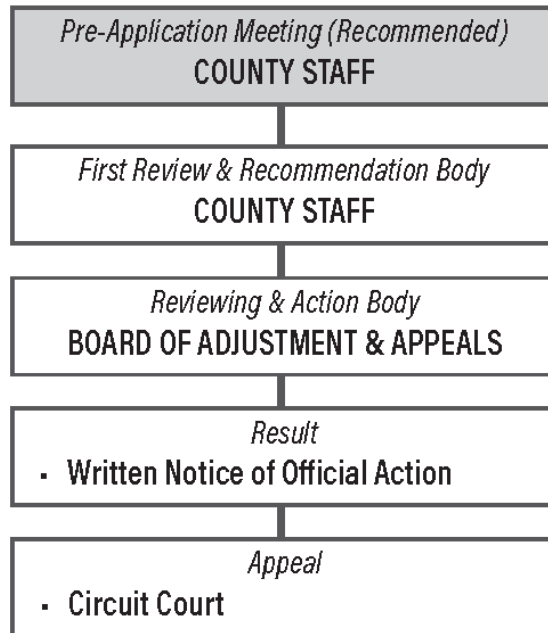 Pre-Application Meeting (Recommended)
COUNTY STAFF
First Review & Recommendation Body
COUNTY STAFF
Reviewing & Action Body
BOARD OF ADJUSTMENT & APPEALS
Result
▪ Written Notice of Official Action
Appeal
▪ Circuit Court